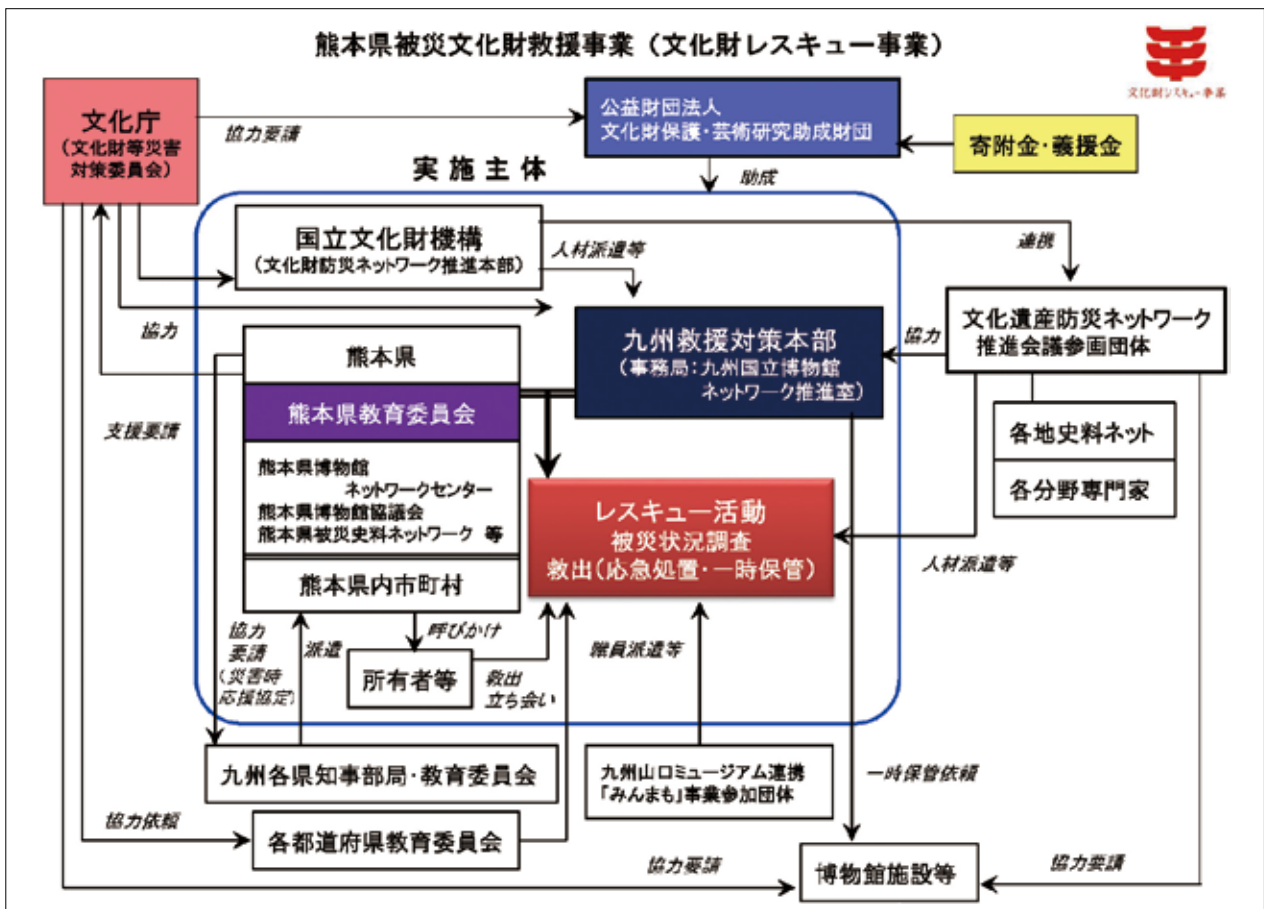 熊本県被災文化財救援事業（文化財レスキュー事業）
文化財レスキュー事業
文化庁
（文化財等災害
対策委員会）
協力要請
公益財団法人
文化財保護・芸術研究助成財団
寄附金・義援金
実施主体
助成
国立文化財機構
（文化財防災ネットワーク推進本部）
人材派遣等
連携
協力
熊本県
九州救援対策本部
（事務局：九州国立博物館
ネットワーク推進室）
協力
文化遺産防災ネットワーク
推進会議参画団体
熊本県教育委員会
支援要請
各地史料ネット
各分野専門家
熊本県博物館
ネットワークセンター
熊本県博物館協議会
熊本県被災史料ネットワーク 等
レスキュー活動
被災状況調査
救出（応急処置・一時保管）
熊本県内市町村
人材派遣等
協力
要請
（災害時
応援協定）
派遣
呼びかけ
職員派遣等
所有者等
救出
立ち会い
九州各県知事部局・教育委員会
九州山口ミュージアム連携
「みんまも」事業参加団体
一時保管依頼
協力依頼
各都道府県教育委員会
協力要請
博物館施設等
協力要請